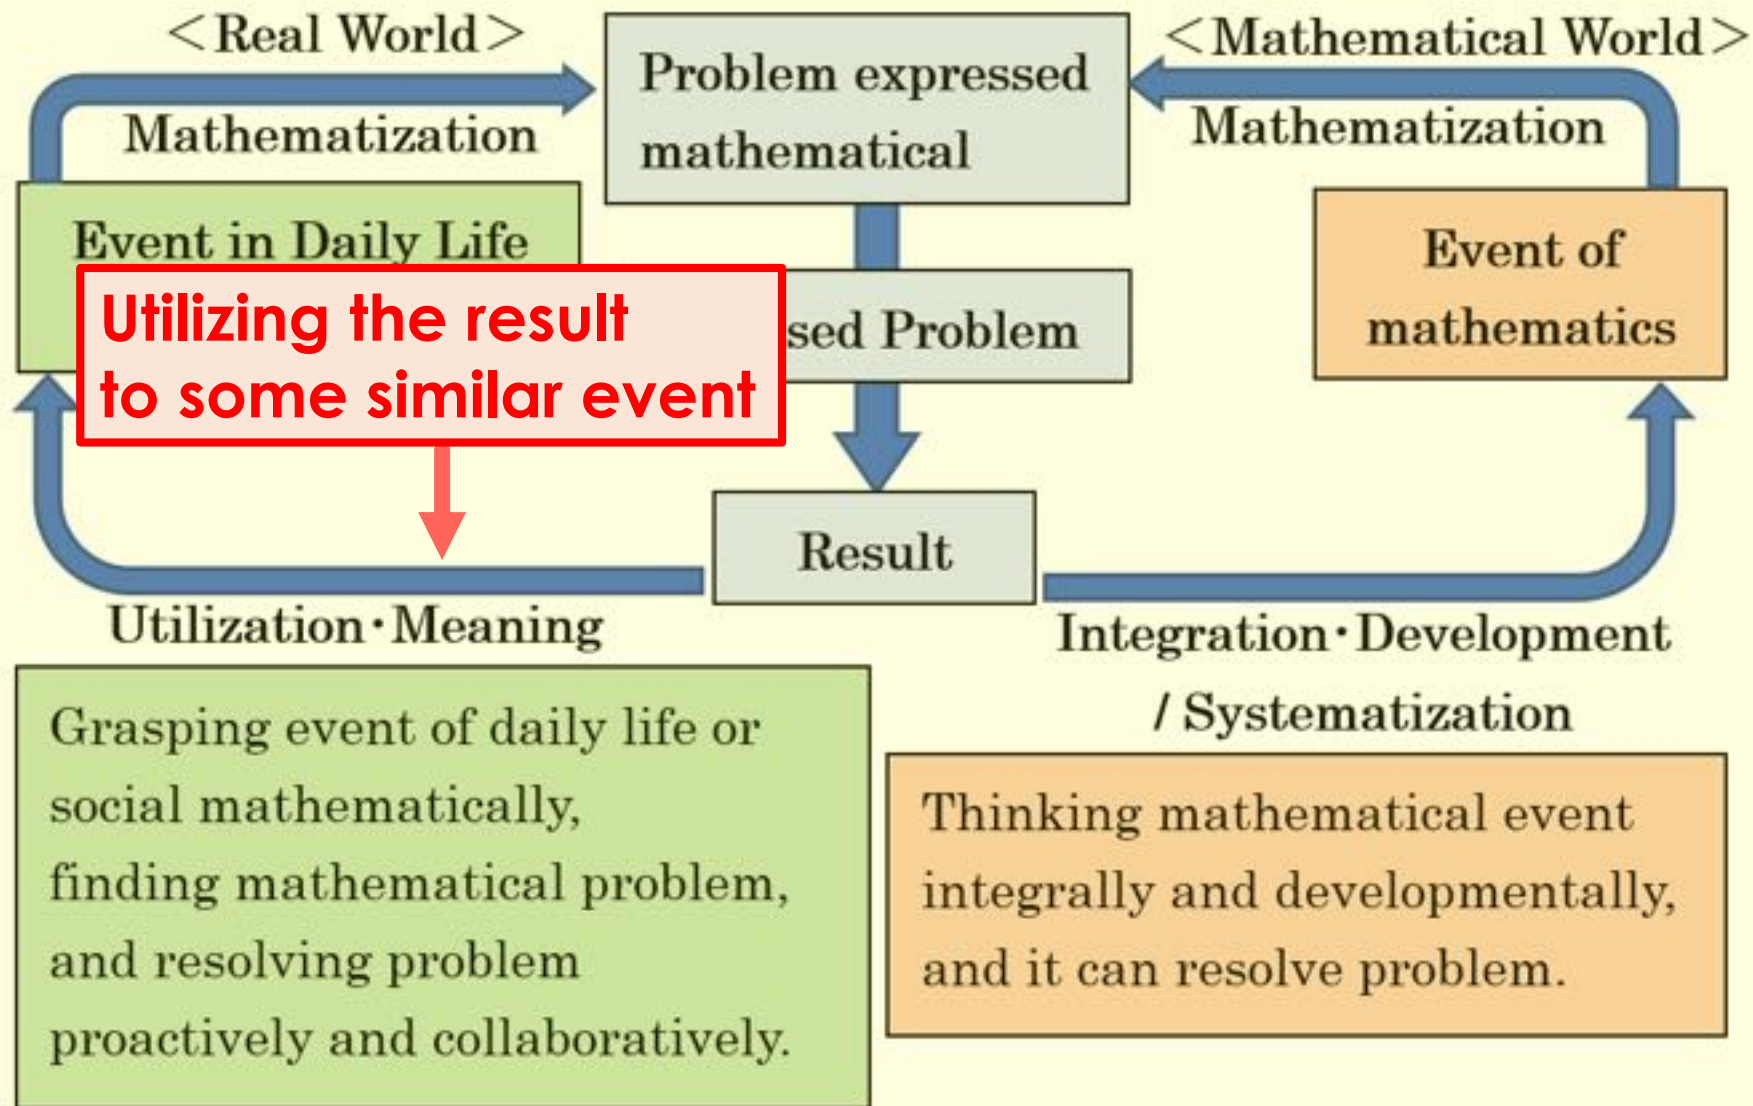 <Real World>
<Mathematical World>
Problem expressed
mathematical
Mathematization
Mathematization
Event in Daily Life
Event of
mathematics
Utilizing the result
to some similar event
Problem
Result
Utilization・Meaning
Integration・Development
/ Systematization
Grasping event of daily life or
social mathematically,
finding mathematical problem,
and resolving problem
proactively and collaboratively.
Thinking mathematical event
integrally and developmentally,
and it can resolve problem.